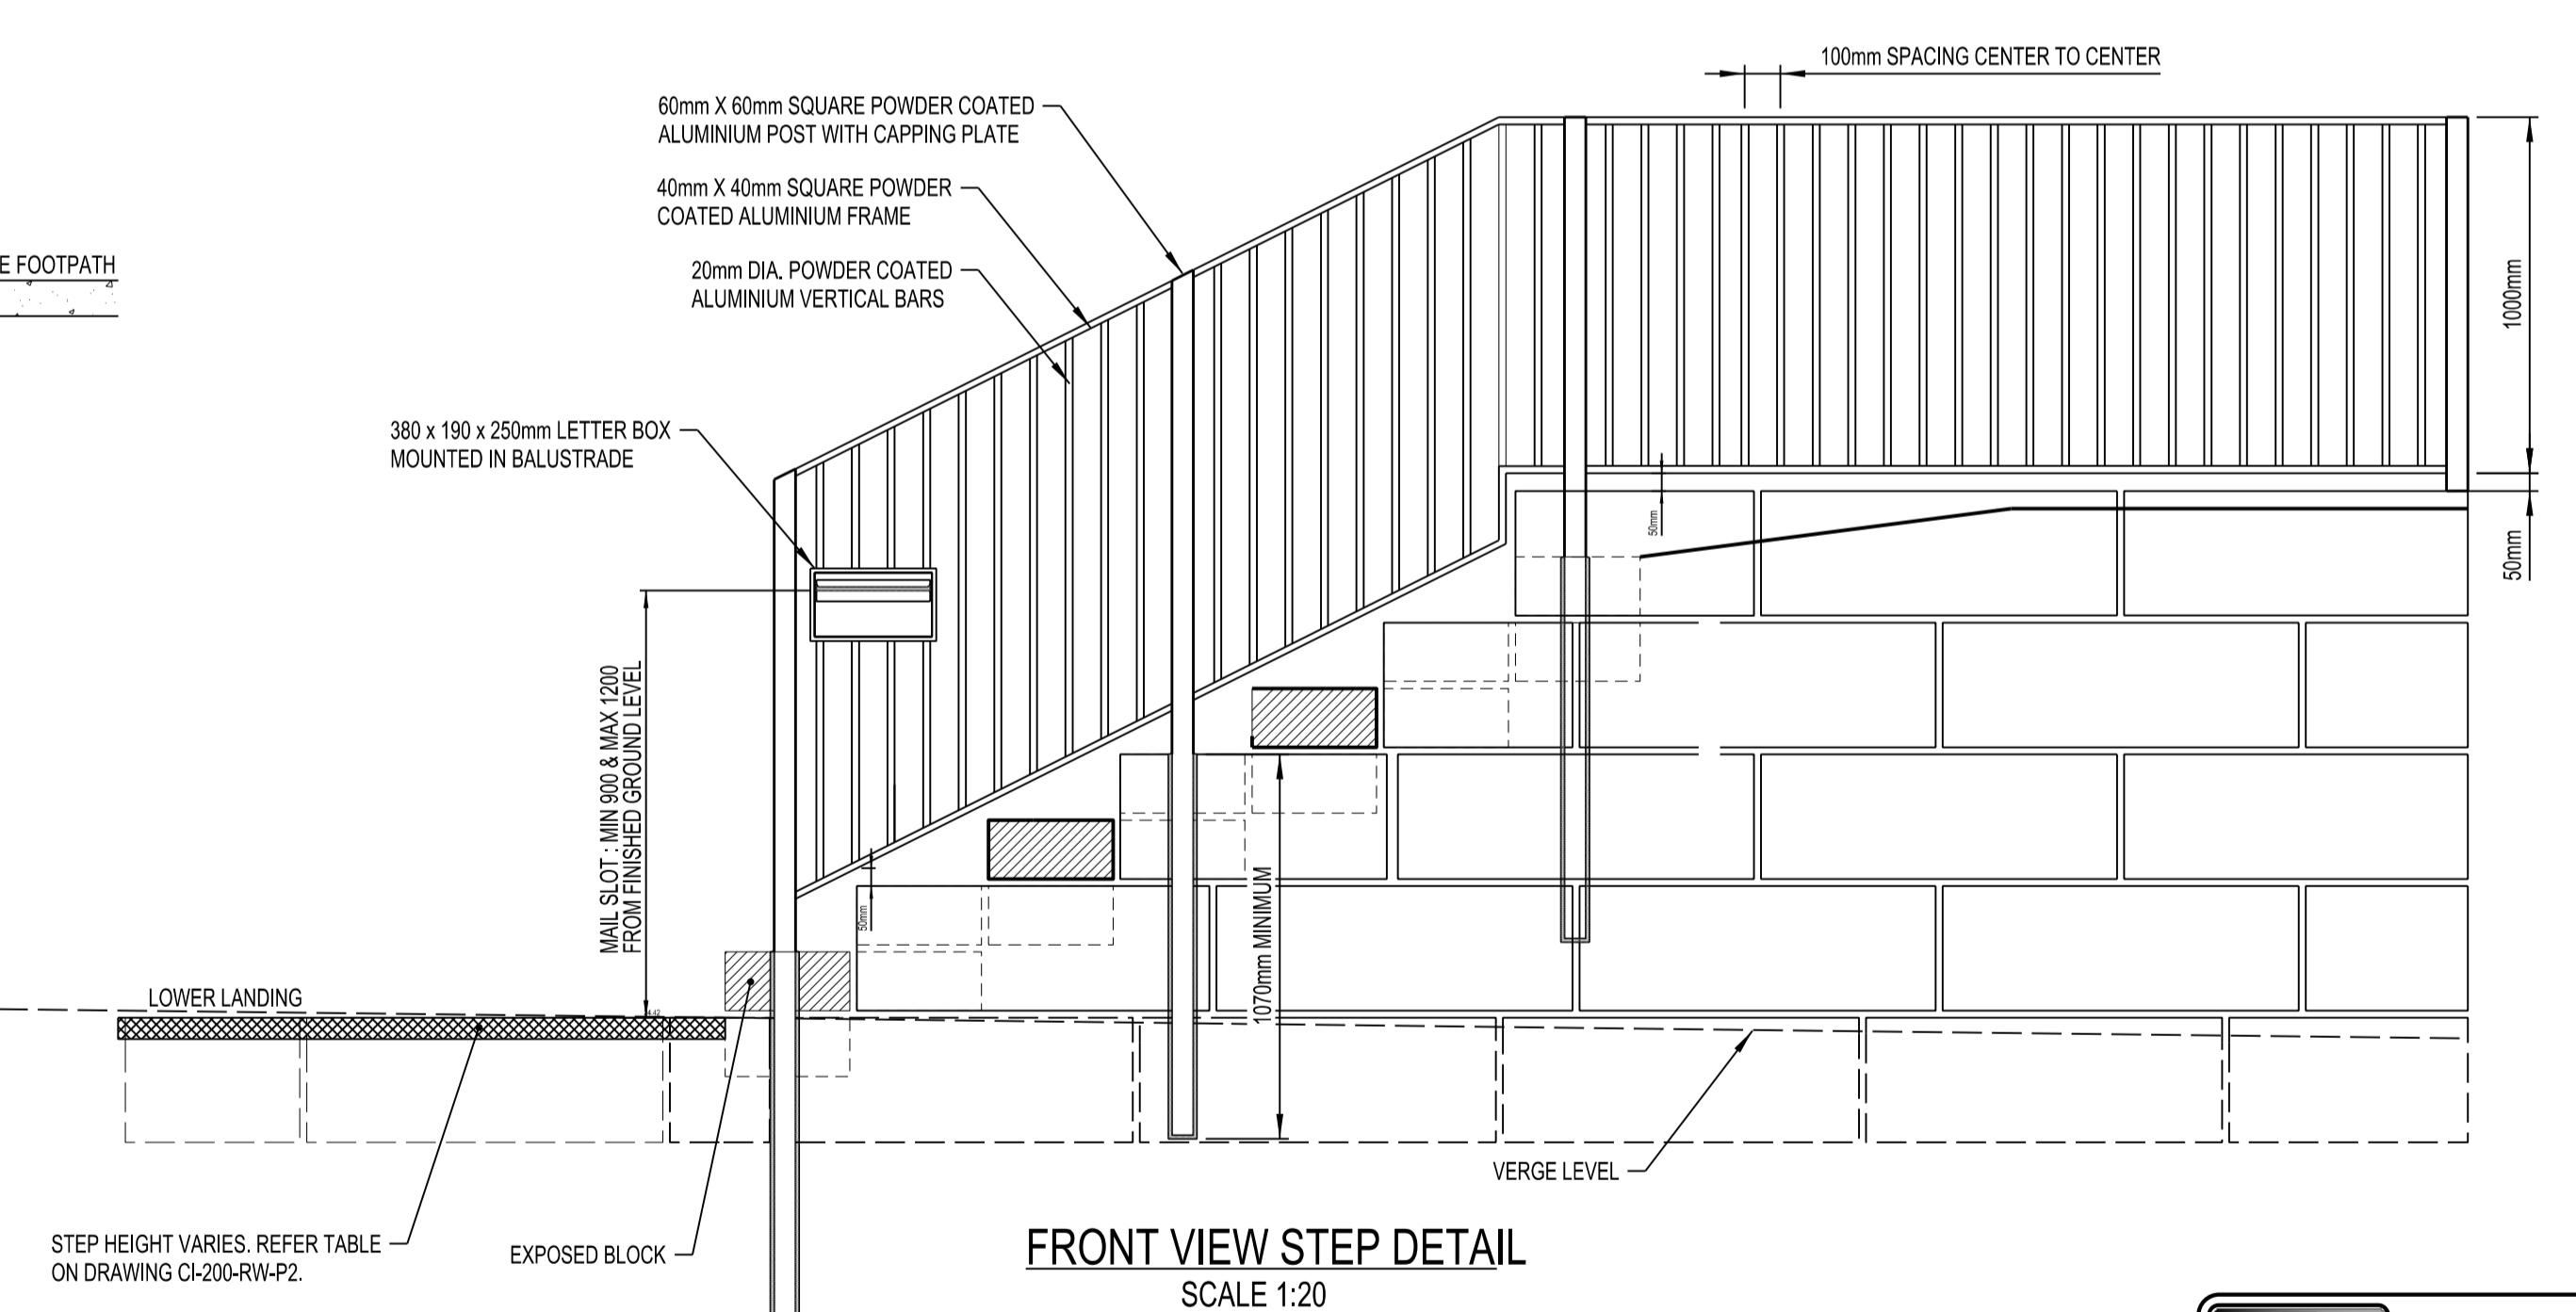 100mm SPACING CENTER TO CENTER
60mm X 60mm SQUARE POWDER COATED
ALUMINIUM POST WITH CAPPING PLATE
40mm X 40mm SQUARE POWDER
COATED ALUMINIUM FRAME
E FOOTPATH
20mm DIA. POWDER COATED
ALUMINIUM VERTICAL BARS
1000mm
380 x 190 x 250mm LETTER BOX
MOUNTED IN BALUSTRADE
50mm
50mm
MAIL SLOT : MIN 900 & MAX 1200
FROM FINISHED GROUND LEVEL
50mm
1070mm MINIMUM
LOWER LANDING
VERGE LEVEL
STEP HEIGHT VARIES. REFER TABLE
ON DRAWING CI-200-RW-P2.
EXPOSED BLOCK
FRONT VIEW STEP DETAIL
SCALE 1:20